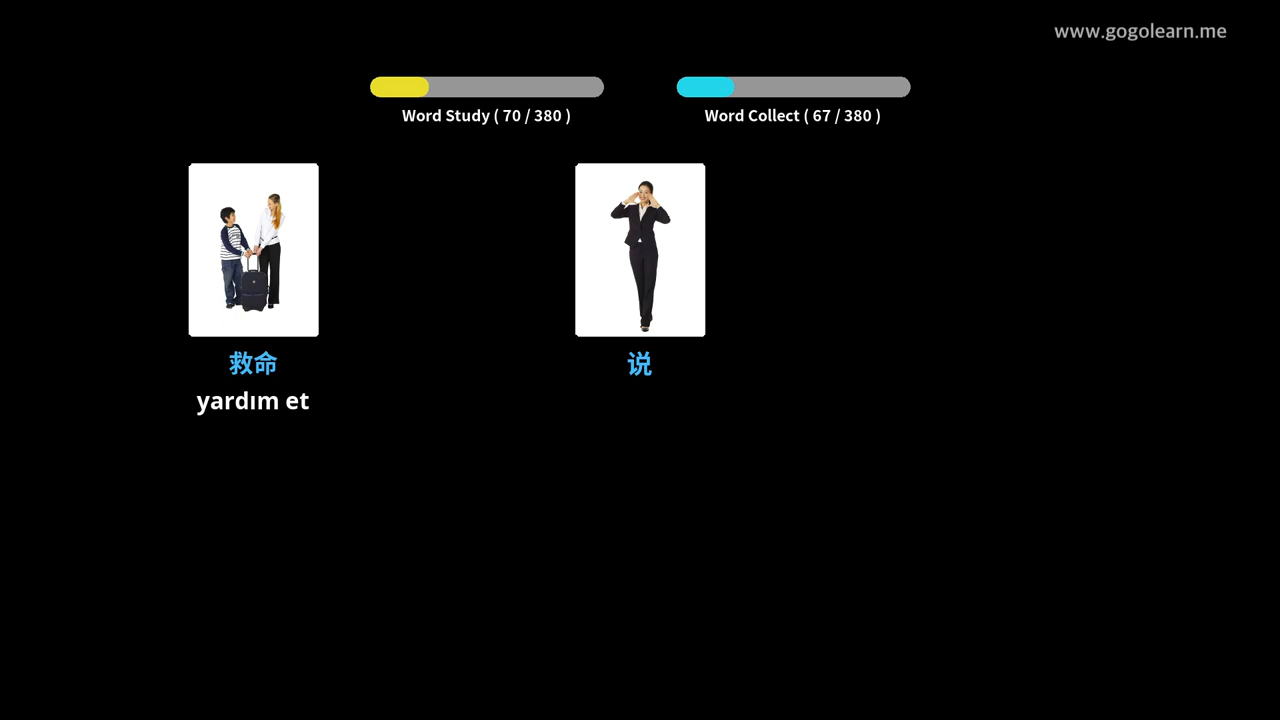 www.gogolearn.me
Word Study ( 70 / 380 )
Word Collect ( 67 / 380 )
救命
yardım et
说